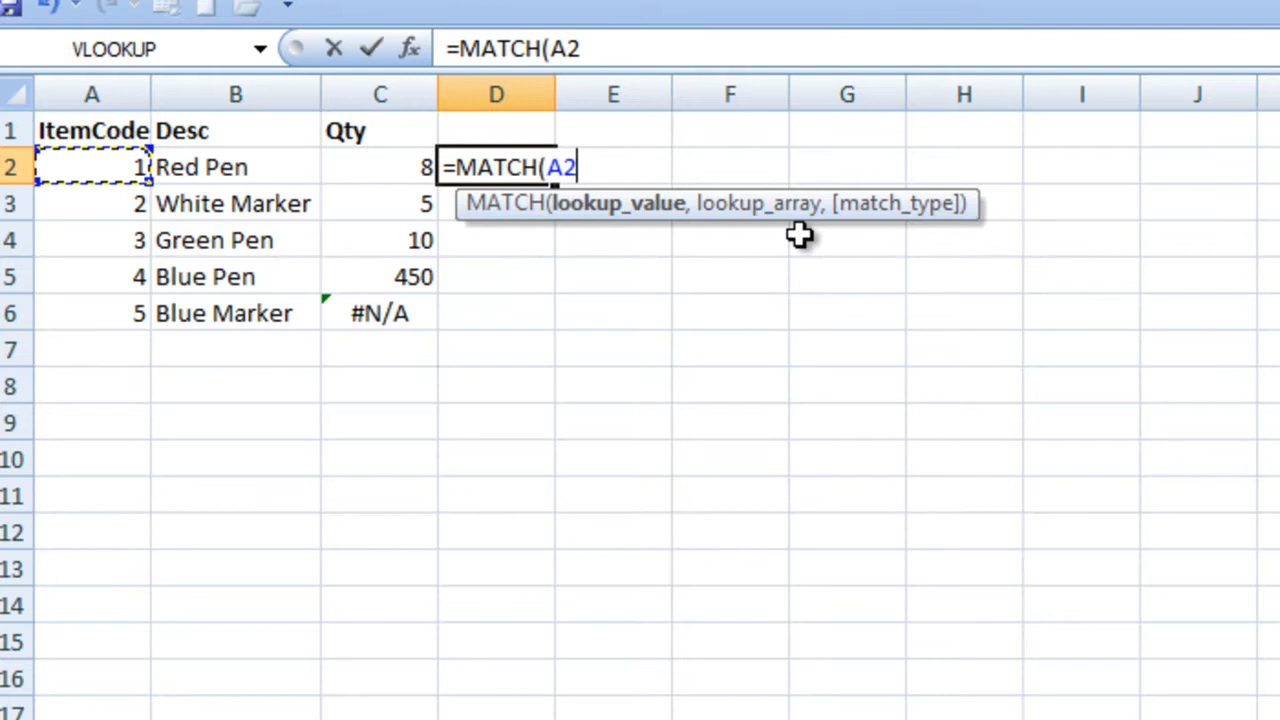 VLOOKUP fx =MATCH(A2
A B C D E F G H I J
1 ItemCode Desc Qty
2 1 Red Pen 8 =MATCH(A2
MATCH(lookup_value, lookup_array, [match_type])
3 2 White Marker 5
4 3 Green Pen 10
5 4 Blue Pen 450
6 5 Blue Marker #N/A
7
8
9
10
11
12
13
14
15
16
17